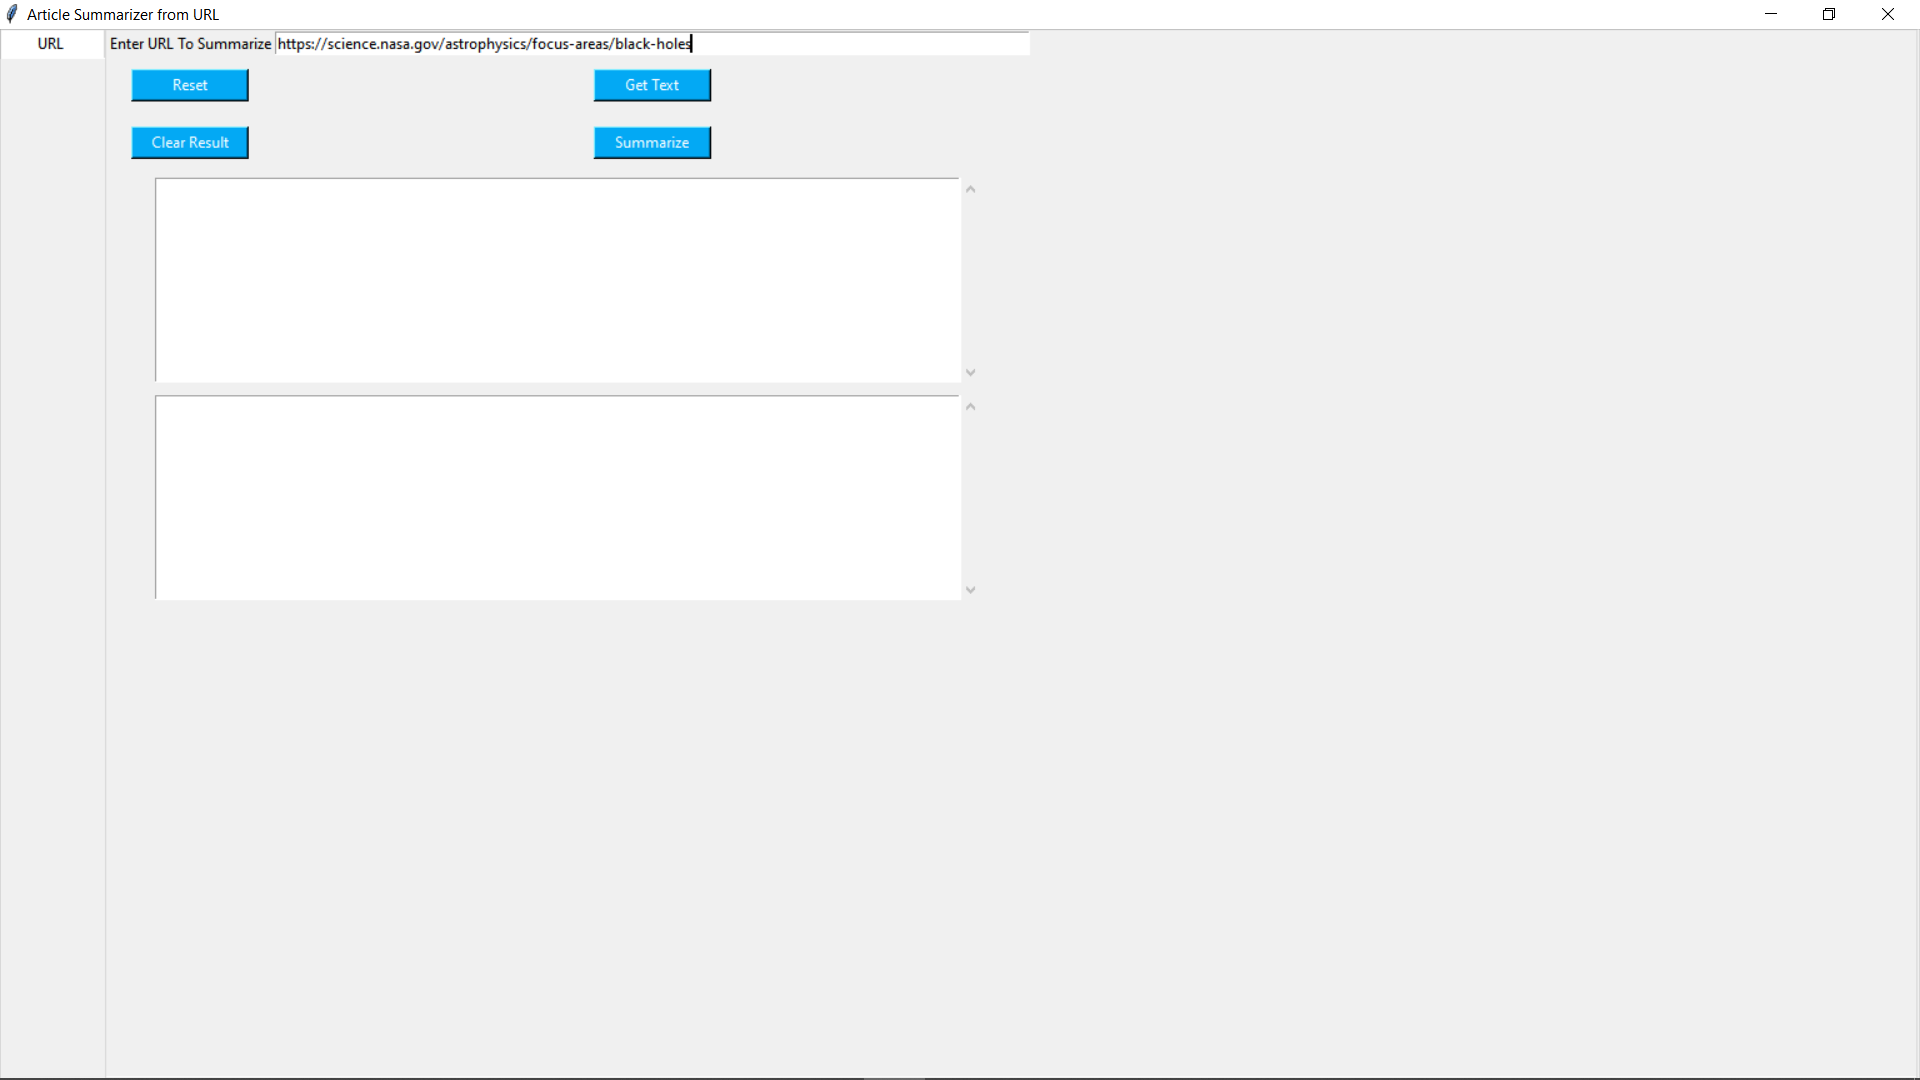 Article Summarizer from URL
URL
Enter URL To Summarize https://science.nasa.gov/astrophysics/focus-areas/black-holes
Reset Get Text
Clear Result Summarize